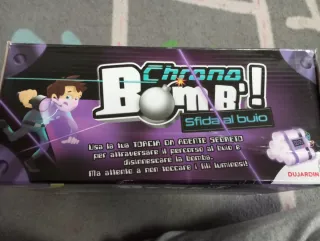 Chrono
BOMB'!
Sfida al buio
Usa la tua TORCIA DA AGENTE SEGRETO
per attraversare il percorso al buio e
disinnescare la bomba.
Ma attento a non toccare i fili luminosi!
DUJARDIN